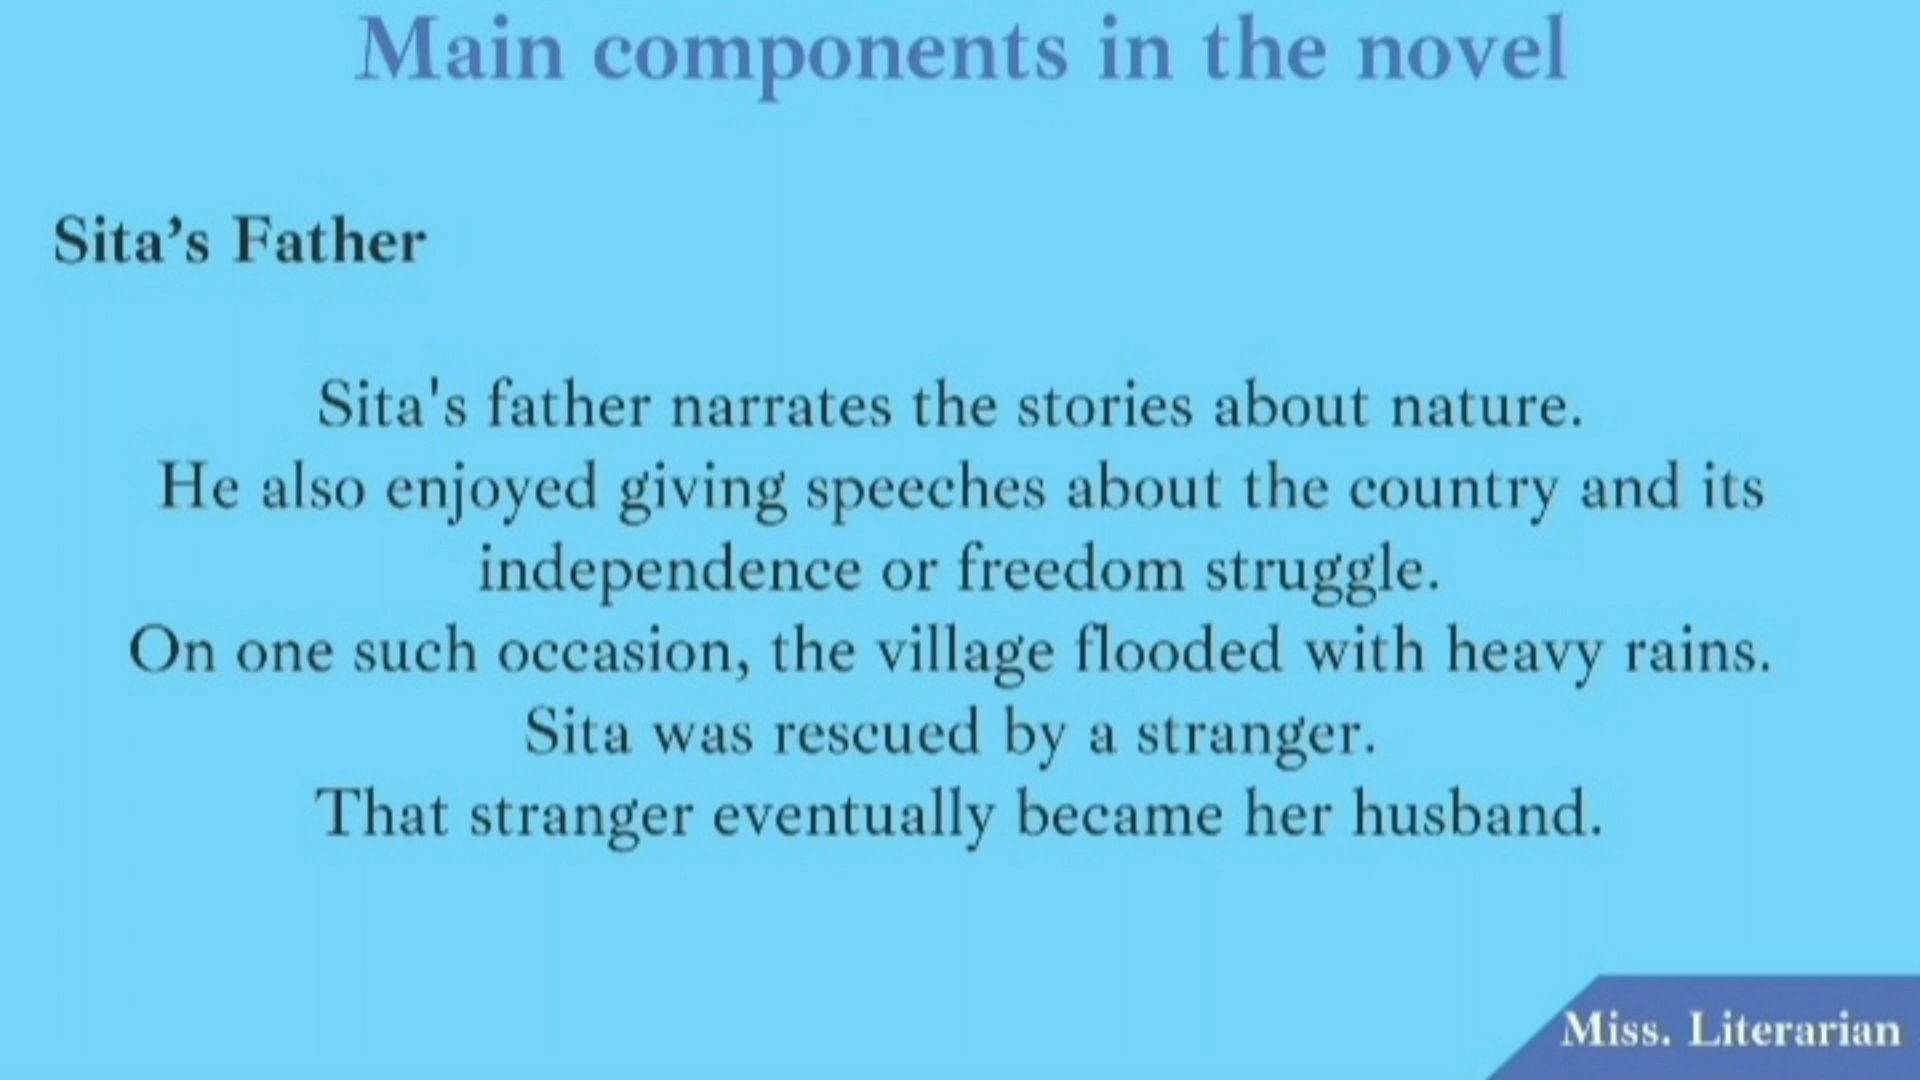 Main components in the novel
Sita’s Father
Sita's father narrates the stories about nature.
He also enjoyed giving speeches about the country and its
independence or freedom struggle.
On one such occasion, the village flooded with heavy rains.
Sita was rescued by a stranger.
That stranger eventually became her husband.
Miss. Literarian